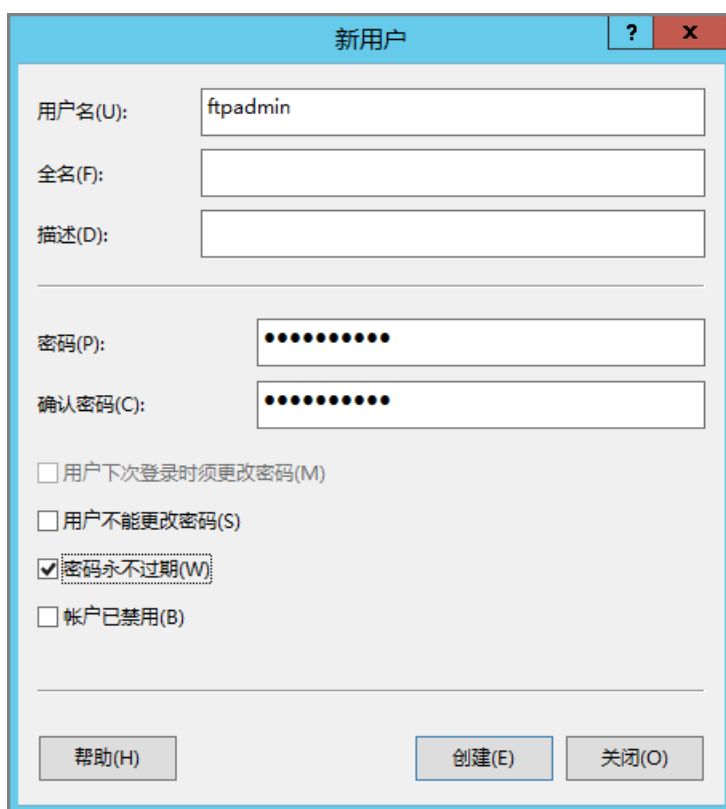 新用户
?
x
用户名(U):
ftpadmin
全名(F):
描述(D):
密码(P):
●●●●●●●●●●
确认密码(C):
●●●●●●●●●●
用户下次登录时须更改密码(M)
用户不能更改密码(S)
密码永不过期(W)
帐户已禁用(B)
帮助(H)
创建(E)
关闭(O)